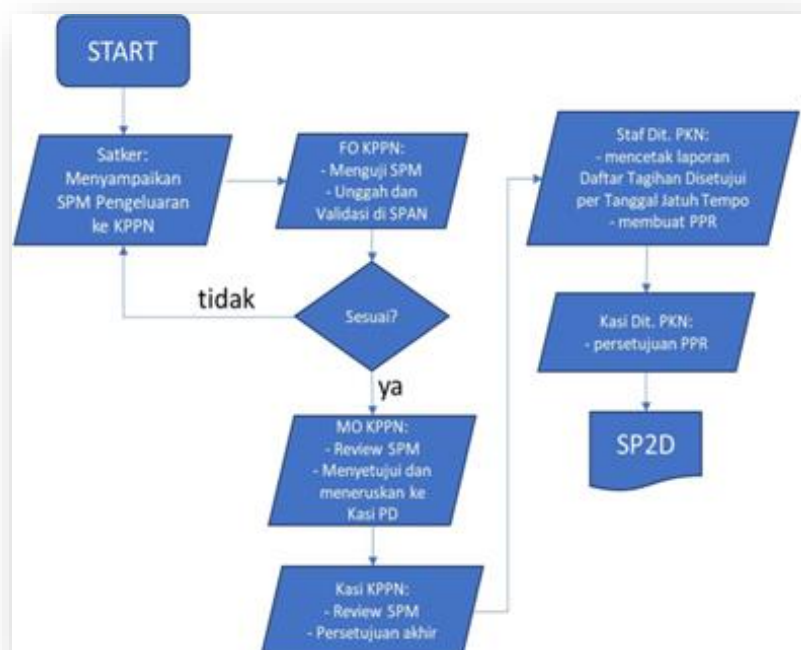 START
Satker:
Menyampaikan
SPM Pengeluaran
ke KPPN
FO KPPN:
- Menguji SPM
- Unggah dan
Validasi di SPAN
Sesuai?
tidak
ya
MO KPPN:
- Review SPM
- Menyetujui dan
meneruskan ke
Kasi PD
Kasi KPPN:
- Review SPM
- Persetujuan akhir
Staf Dit. PKN:
- mencetak laporan
Daftar Tagihan Disetujui
per Tanggal Jatuh Tempo
- membuat PPR
Kasi Dit. PKN:
- persetujuan PPR
SP2D